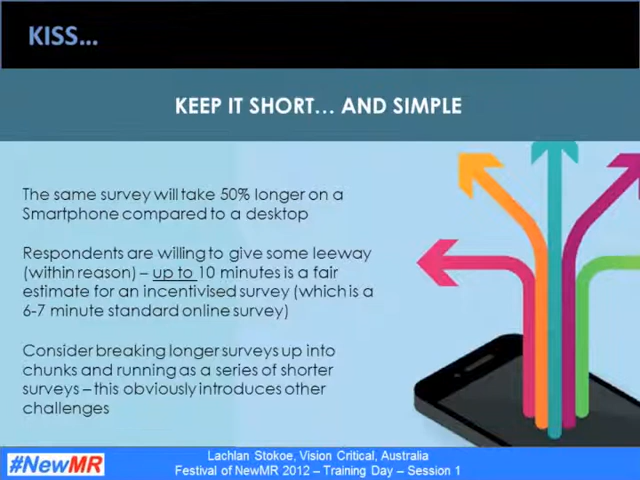 KISS...
KEEP IT SHORT... AND SIMPLE
The same survey will take 50% longer on a
Smartphone compared to a desktop
Respondents are willing to give some leeway
(within reason) – up to 10 minutes is a fair
estimate for an incentivised survey (which is a
6-7 minute standard online survey)
Consider breaking longer surveys up into
chunks and running as a series of shorter
surveys – this obviously introduces other
challenges
#NewMR
Lachlan Stokoe, Vision Critical, Australia
Festival of NewMR 2012 – Training Day – Session 1